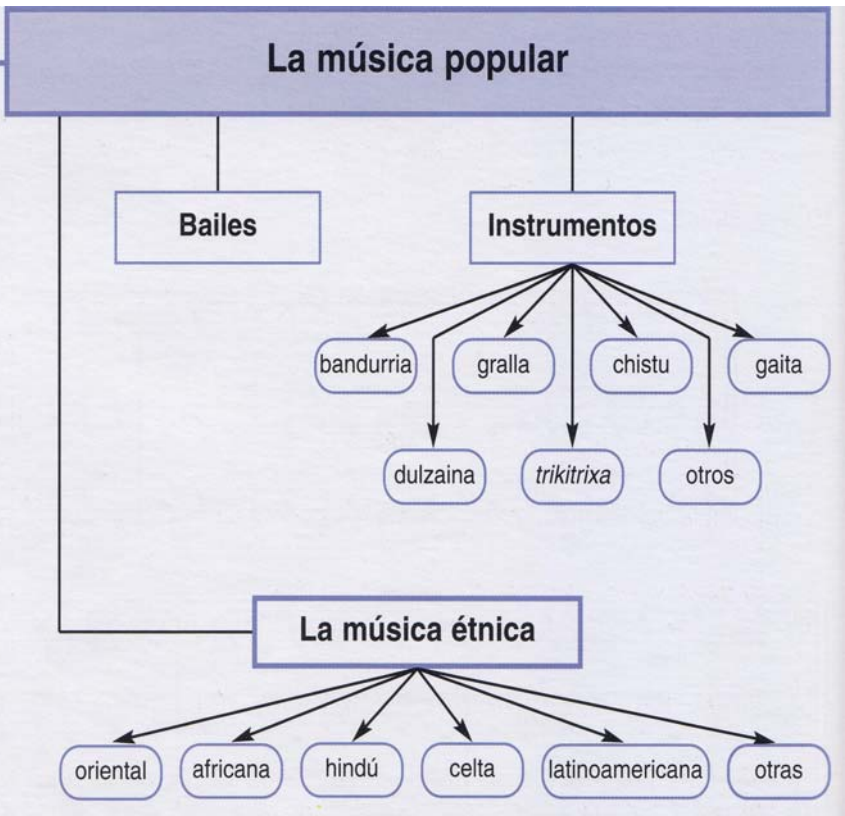 La música popular
Bailes
Instrumentos
bandurria
gralla
chistu
gaita
dulzaina
trikitrixa
otros
La música étnica
oriental
africana
hindú
celta
latinoamericana
otras